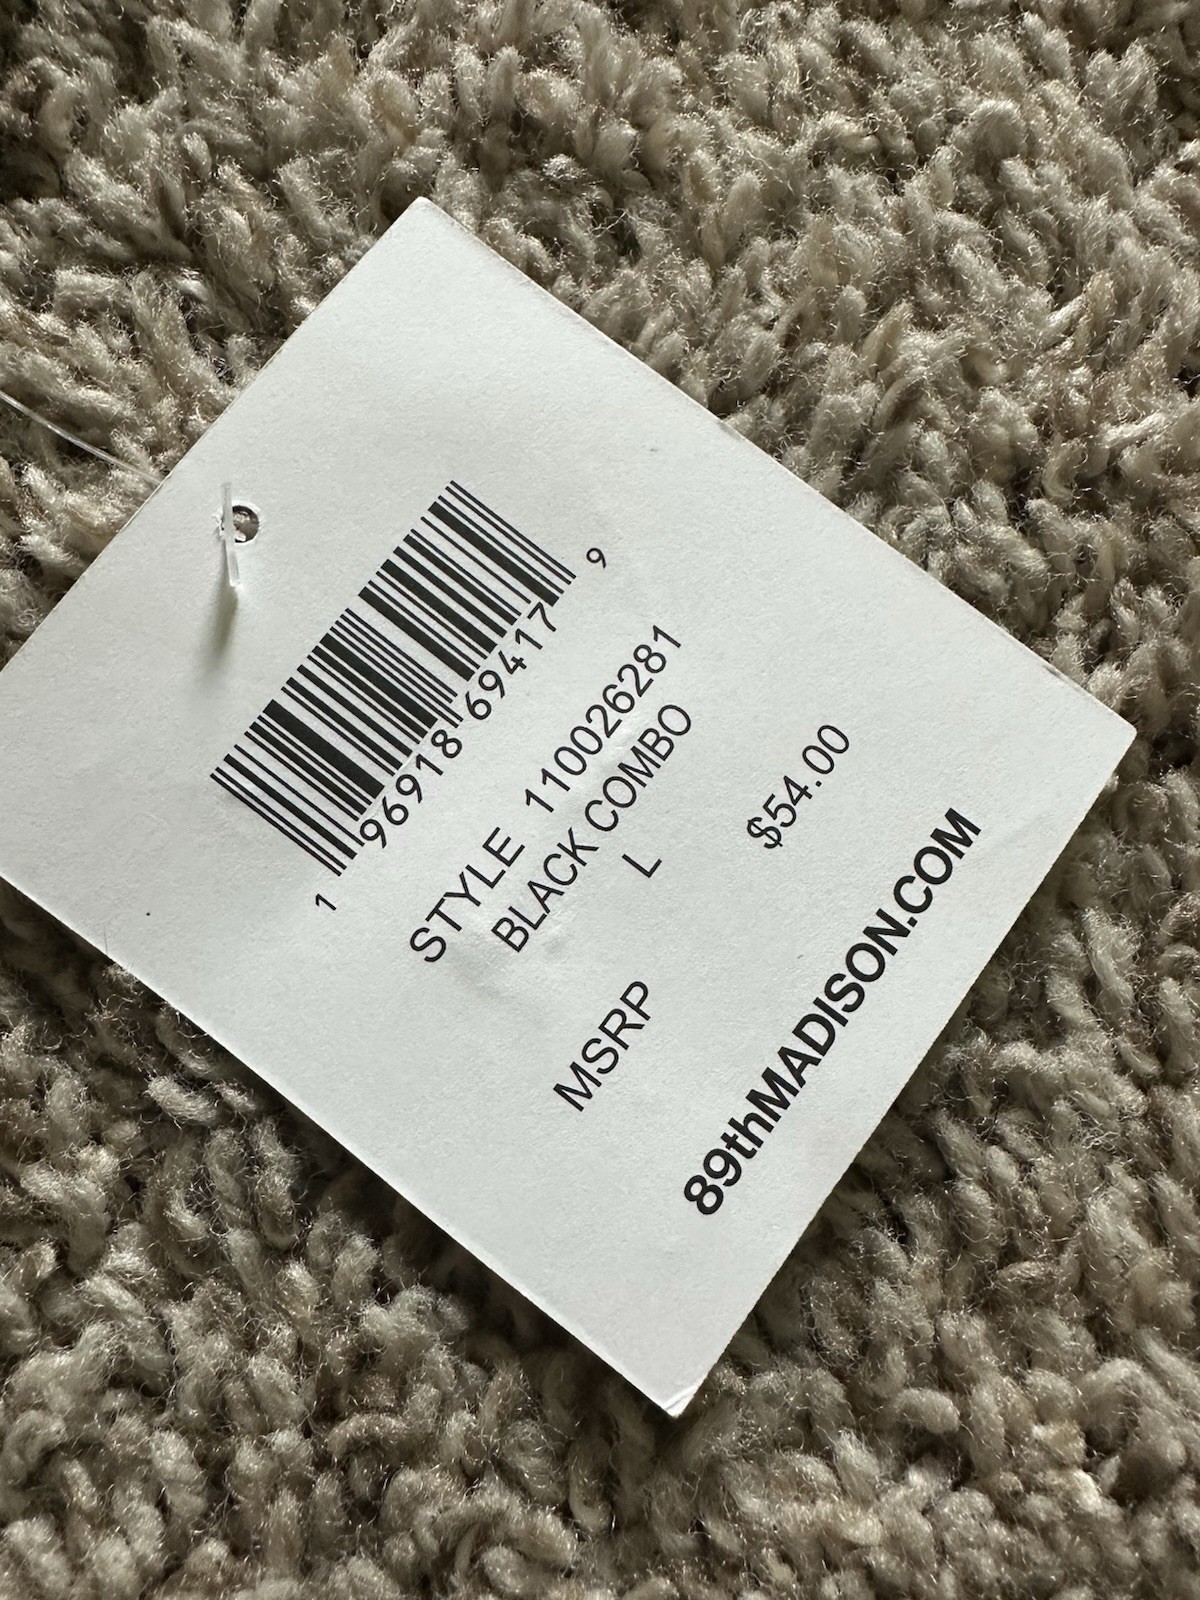 1 96918 69417 9
STYLE 110026281
BLACK COMBO
L
MSRP $54.00
89thMADISON.COM